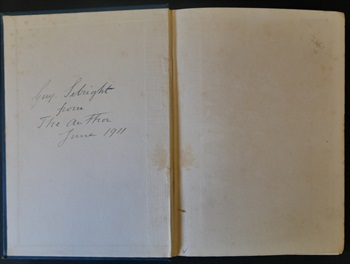 Guy Sebright
from
The author
June 1911